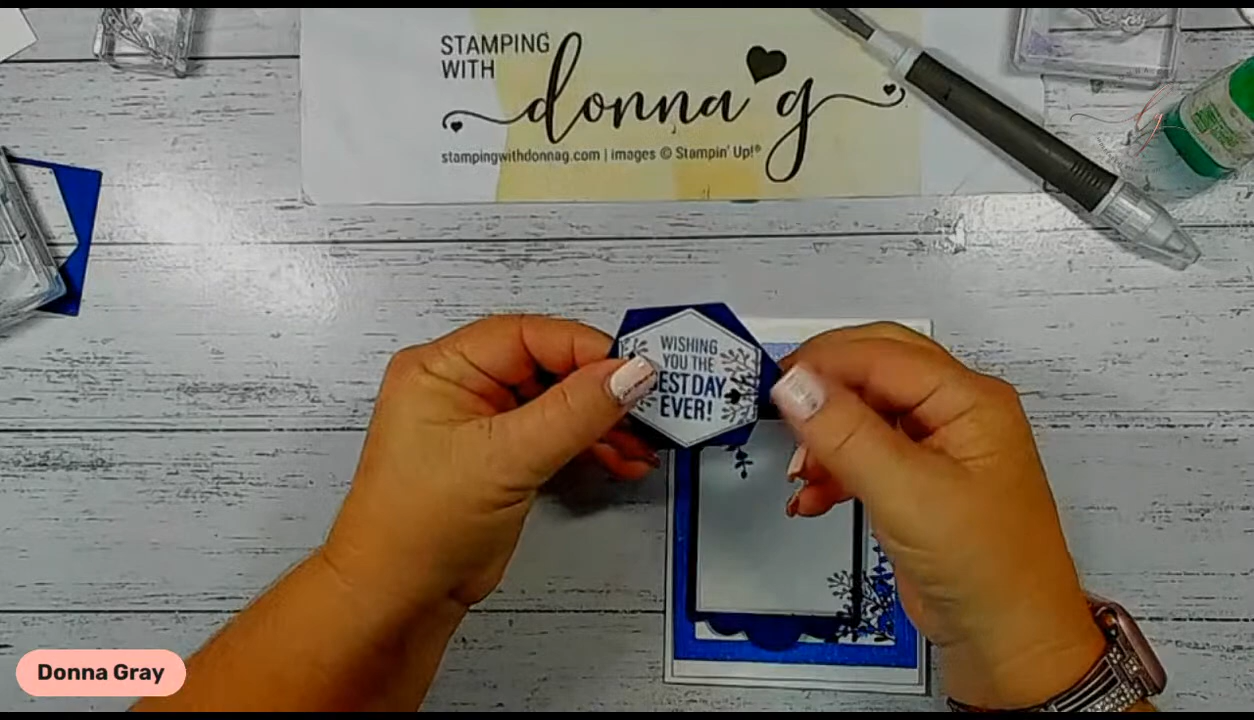 STAMPING
WITH
donna g
stampingwithdonnag.com | images © Stampin' Up!®
WISHING
YOU THE
EST DAY
EVER!
Donna Gray